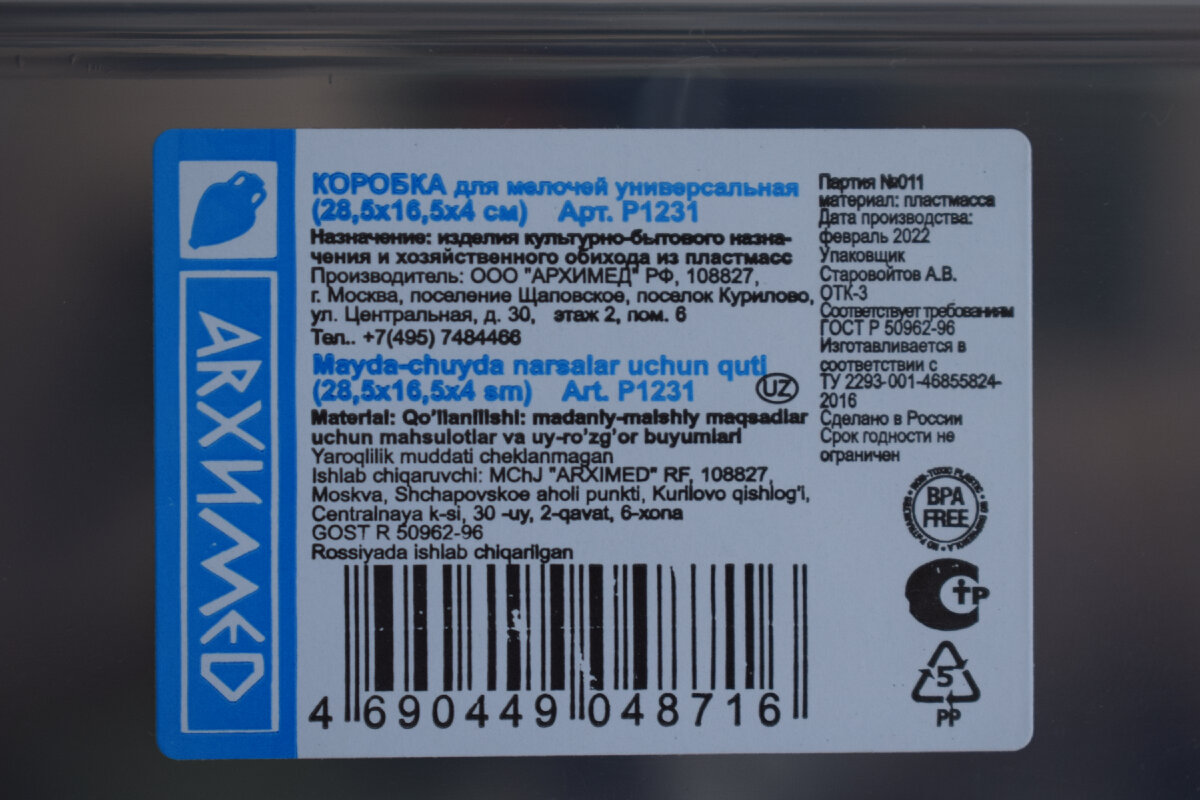 ARXИMED
КОРОБКА для мелочей универсальная
(28,5х16,5х4 см) Арт. Р1231
Назначение: изделия культурно-бытового назна-
чения и хозяйственного обихода из пластмасс
Производитель: ООО "АРХИМЕД" РФ, 108827,
г. Москва, поселение Щаповское, поселок Курилово,
ул. Центральная, д. 30, этаж 2, пом. 6
Тел.. +7(495) 7484466
Mayda-chuyda narsalar uchun quti
(28,5x16,5x4 sm) Art. P1231
UZ
Material: Qo'llanilishi: madaniy-maishiy maqsadlar
uchun mahsulotlar va uy-ro'zg'or buyumlari
Yaroqlilik muddati cheklanmagan
Ishlab chiqaruvchi: MChJ "ARXIMED" RF, 108827,
Moskva, Shchapovskoe aholi punkti, Kurilovo qishlog'i,
Centralnaya k-si, 30 -uy, 2-qavat, 6-xona
GOST R 50962-96
Rossiyada ishlab chiqarilgan
4 690449 048716
Партия №011
материал: пластмасса
Дата производства:
февраль 2022
Упаковщик
Старовойтов А.В.
ОТК-3
Соответствует требованиям
ГОСТ Р 50962-96
Изготавливается в
соответствии с
ТУ 2293-001-46855824-
2016
Сделано в России
Срок годности не
ограничен
NON-TOXIC PLASTIC
BPA
FREE
5
PP